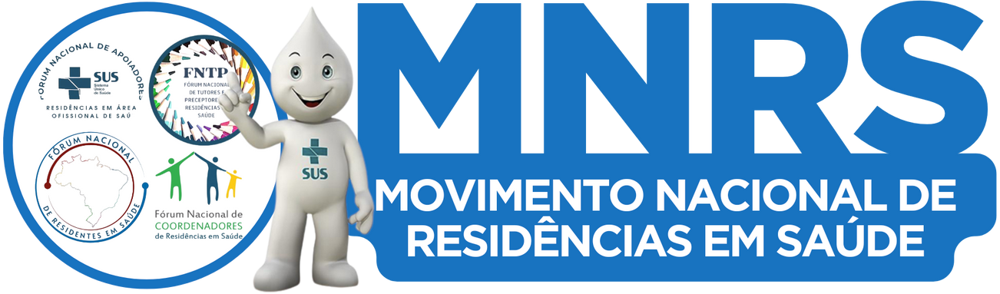 FORUM NACIONAL DE APOIADORES
SUS
Sistema
Único
de Saúde
RESIDÊNCIAS EM ÁREA
OFISSIONAL DE SAÚ
FNTP
FÓRUM NACIONAL
DE TUTORES E
PRECEPTORE
RESIDÊNCIAS
SAÚDE
FÓRUM NACIONAL
DE RESIDENTES EM SAÚDE
Fórum Nacional de
COORDENADORES
de Residências em Saúde
SUS
MNRS
MOVIMENTO NACIONAL DE
RESIDÊNCIAS EM SAÚDE